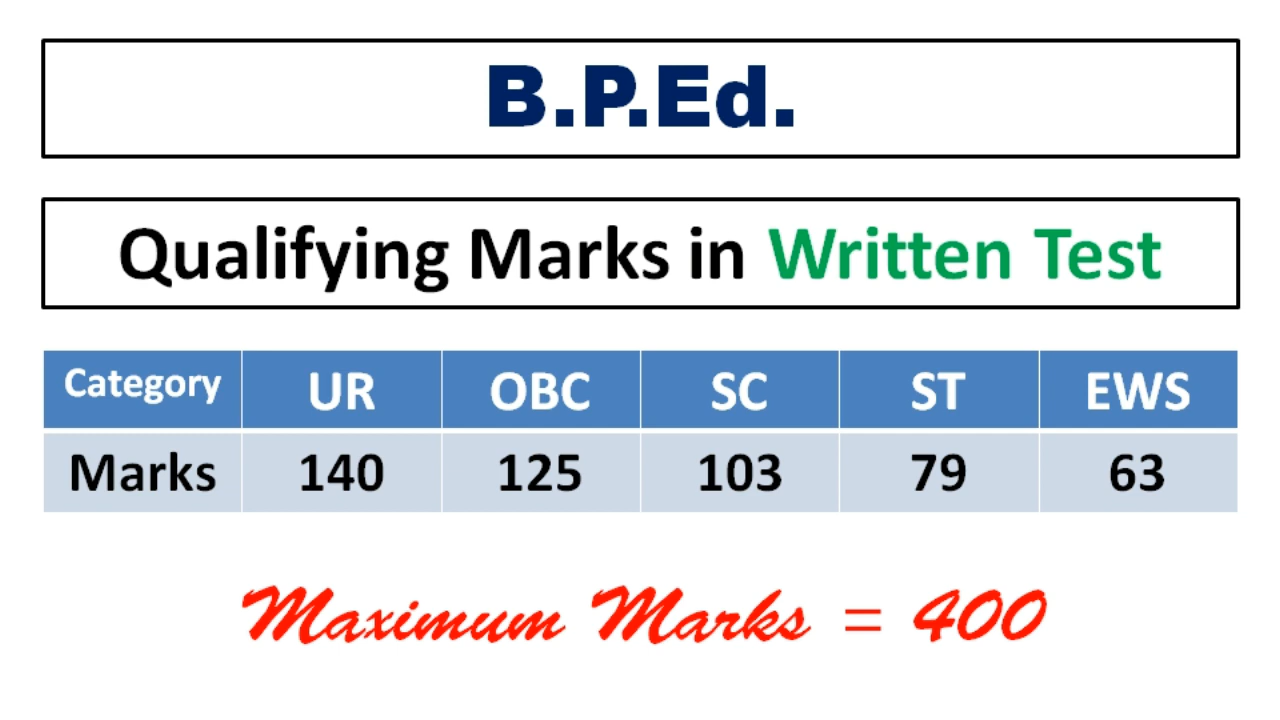 B.P.Ed.
Qualifying Marks in Written Test
Category UR OBC SC ST EWS
Marks 140 125 103 79 63
Maximum Marks = 400